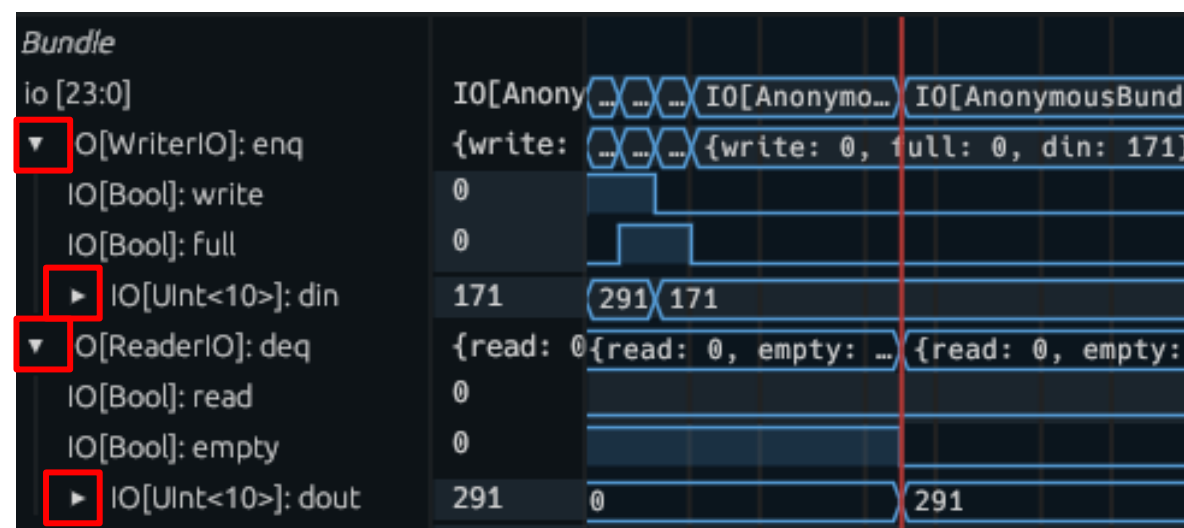 Bundle
io [23:0] IO[Anony … … … IO[Anonymo… IO[AnonymousBund
▼ O[WriterIO]: enq {write: … … … {write: 0, full: 0, din: 171}
IO[Bool]: write 0
IO[Bool]: full 0
► IO[UInt<10>]: din 171 291 171
▼ O[ReaderIO]: deq {read: 0 {read: 0, empty: … {read: 0, empty:
IO[Bool]: read 0
IO[Bool]: empty 0
► IO[UInt<10>]: dout 291 0 291